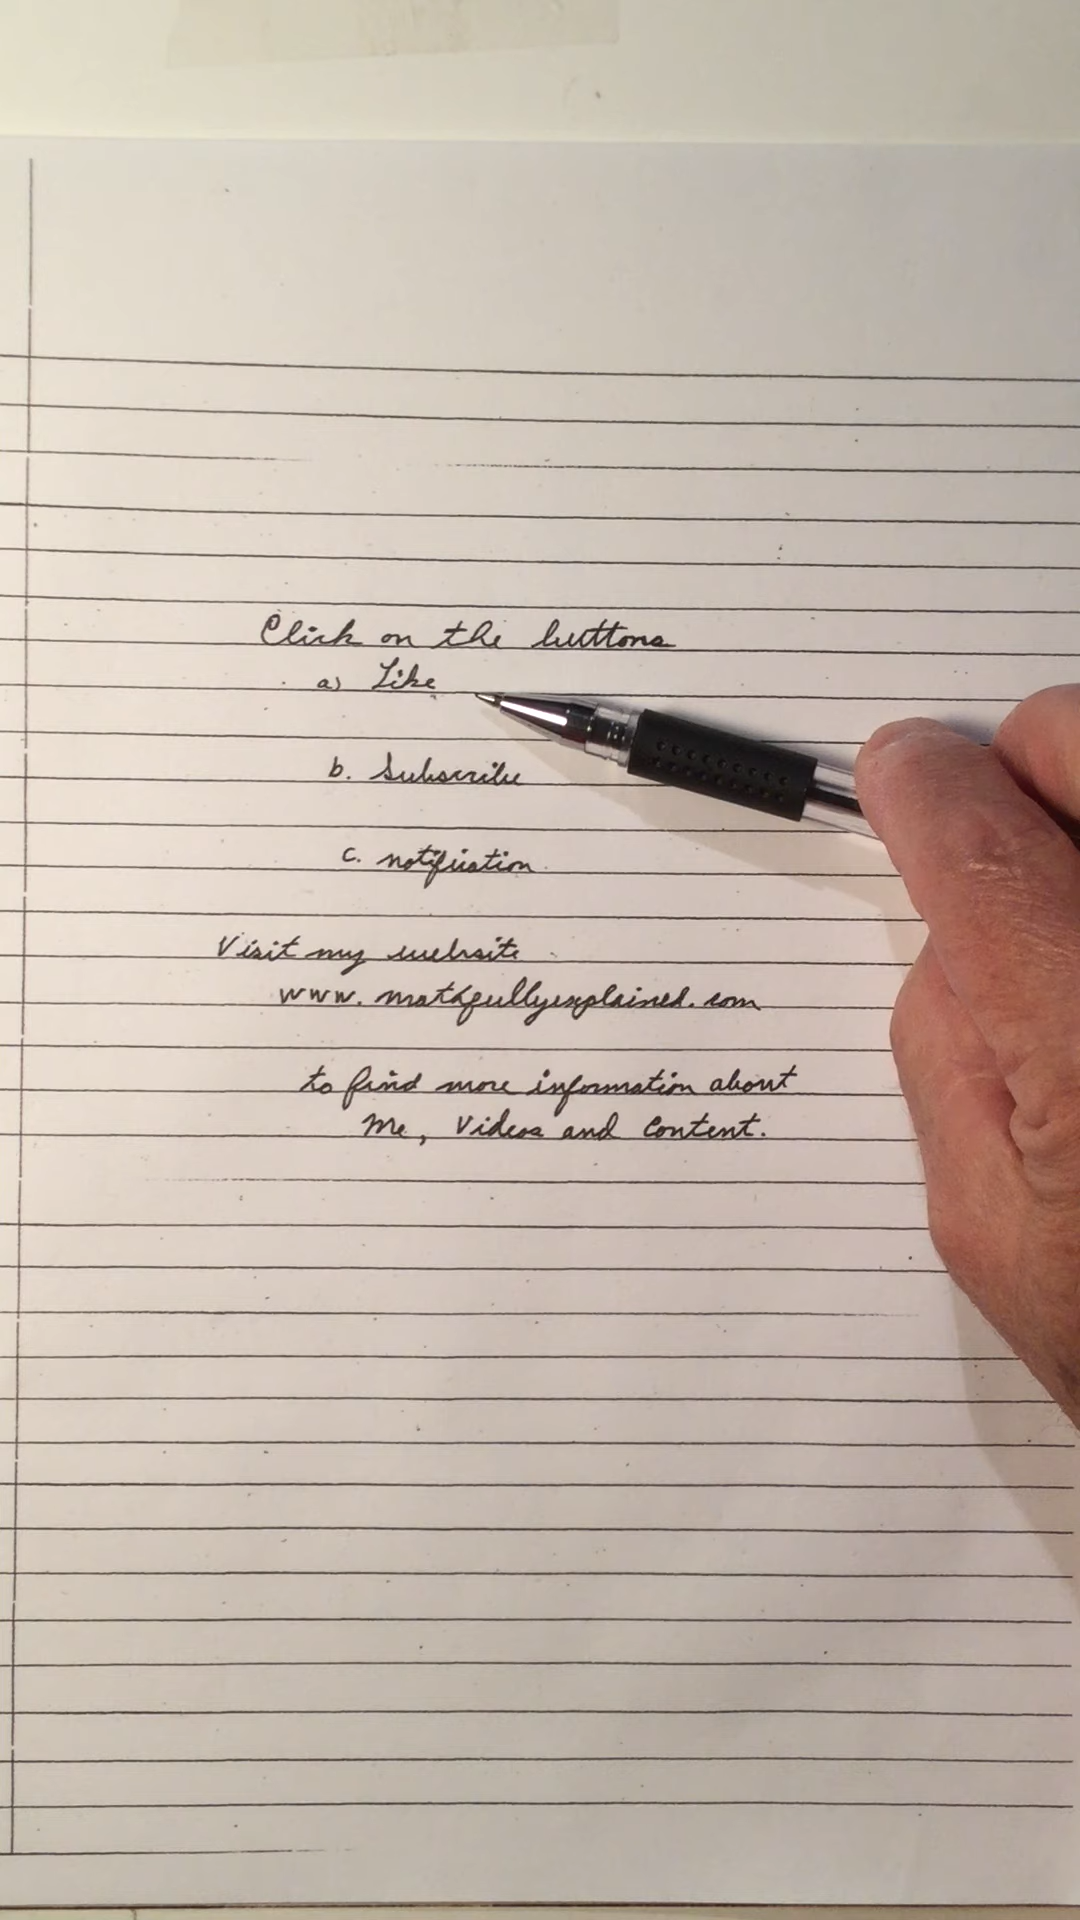 Click on the buttons
a) Like
b. Subscribe
c. notification
Visit my website
www.mathfullyexplained.com
to find more information about
Me, Videos and Content.